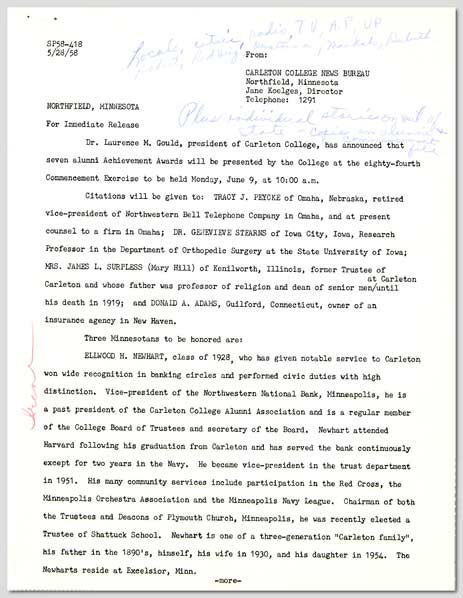 Locals, cities, radio, T.V., A.P., UP
SP58-418
5/28/58
From:
CARLETON COLLEGE NEWS BUREAU
Northfield, Minnesota
Jane Koelges, Director
Telephone: 1291
NORTHFIELD, MINNESOTA
Plus individual stories on out of
For Immediate Release
state - copies in alumni
file
Dr. Laurence M. Gould, president of Carleton College, has announced that
seven alumni Achievement Awards will be presented by the College at the eighty-fourth
Commencement Exercise to be held Monday, June 9, at 10:00 a.m.
Citations will be given to: TRACY J. PEYCKE of Omaha, Nebraska, retired
vice-president of Northwestern Bell Telephone Company in Omaha, and at present
counsel to a firm in Omaha; DR. GENEVIEVE STEARNS of Iowa City, Iowa, Research
Professor in the Department of Orthopedic Surgery at the State University of Iowa;
MRS. JAMES L. SURPLESS (Mary Hill) of Kenilworth, Illinois, former Trustee of
at Carleton
Carleton and whose father was professor of religion and dean of senior men/until
his death in 1919; and DONALD A. ADAMS, Guilford, Connecticut, owner of an
insurance agency in New Haven.
Three Minnesotans to be honored are:
ELLWOOD H. NEWHART, class of 1928, who has given notable service to Carleton
won wide recognition in banking circles and performed civic duties with high
distinction. Vice-president of the Northwestern National Bank, Minneapolis, he is
a past president of the Carleton College Alumni Association and is a regular member
of the College Board of Trustees and secretary of the Board. Newhart attended
Harvard following his graduation from Carleton and has served the bank continuously
except for two years in the Navy. He became vice-president in the trust department
in 1951. His many community services include participation in the Red Cross, the
Minneapolis Orchestra Association and the Minneapolis Navy League. Chairman of both
the Trustees and Deacons of Plymouth Church, Minneapolis, he was recently elected a
Trustee of Shattuck School. Newhart is one of a three-generation "Carleton family",
his father in the 1890's, himself, his wife in 1930, and his daughter in 1954. The
Newharts reside at Excelsior, Minn.
-more-